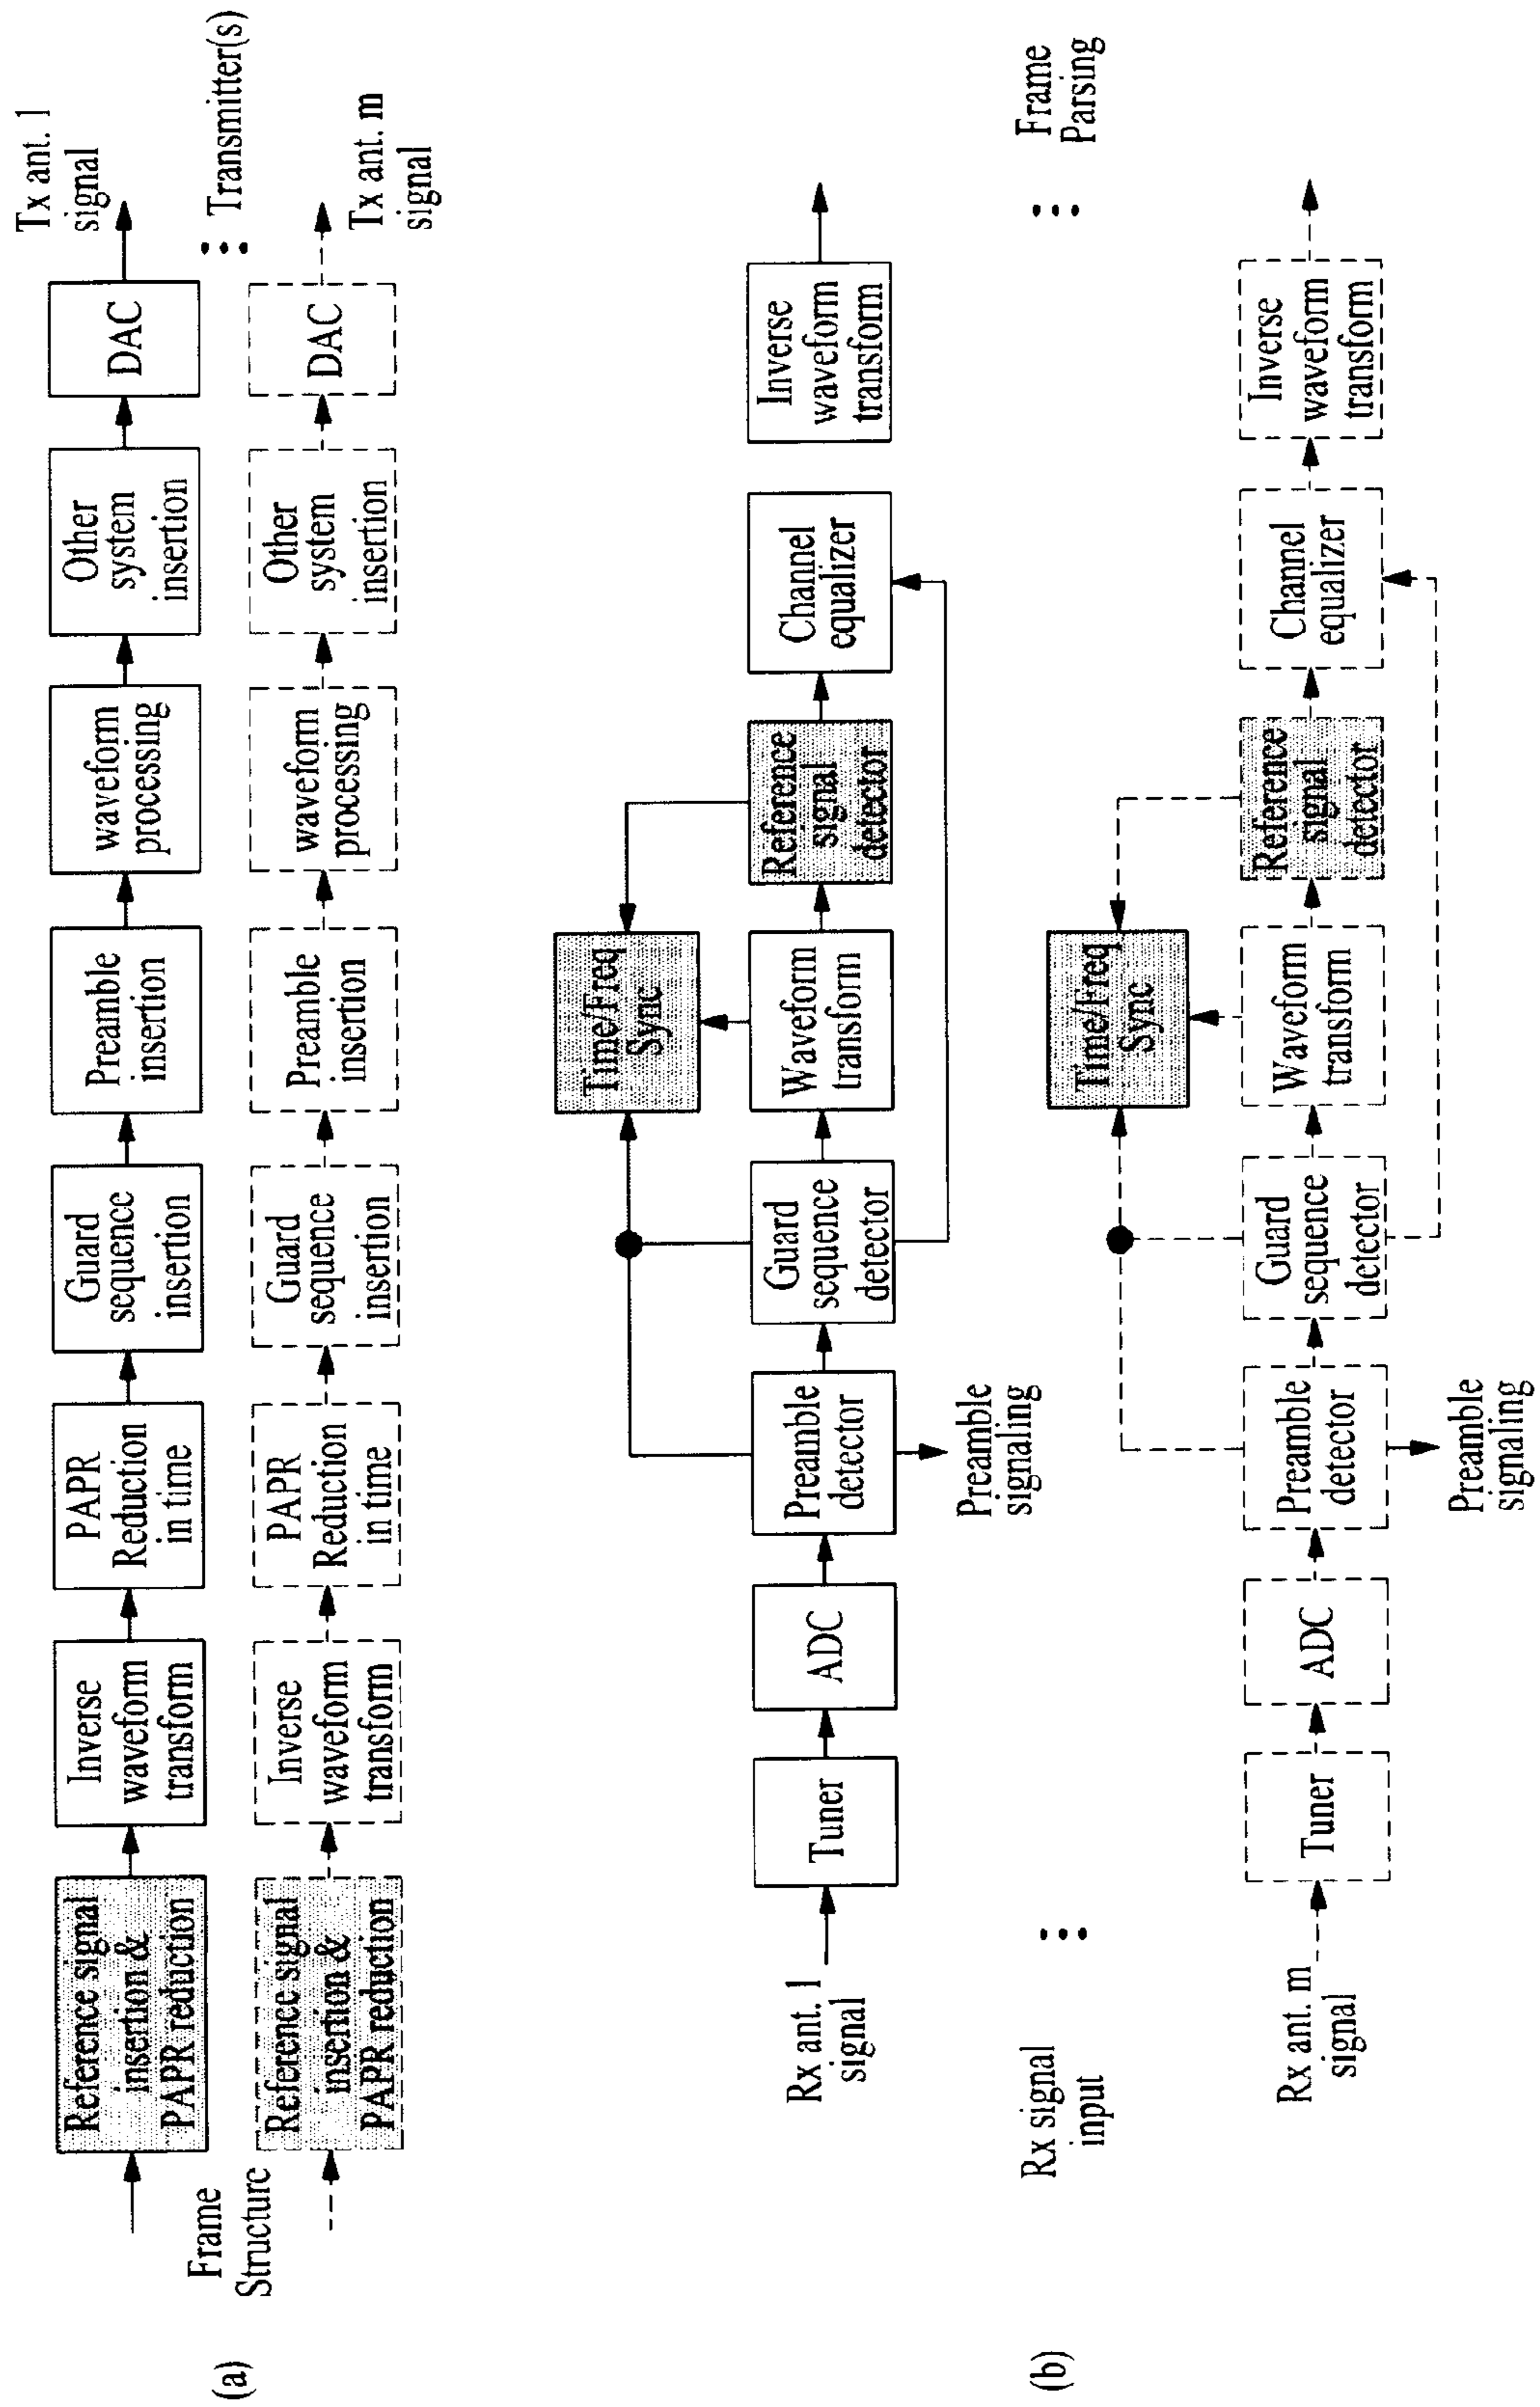 (a)
Frame
Structure
Reference signal
insertion &
PAPR reduction
Inverse
waveform
transform
PAPR
Reduction
in time
Guard
sequence
insertion
Preamble
insertion
waveform
processing
Other
system
insertion
DAC
Tx ant. 1
signal
Transmitter(s)
Reference signal
insertion &
PAPR reduction
Inverse
waveform
transform
PAPR
Reduction
in time
Guard
sequence
insertion
Preamble
insertion
waveform
processing
Other
system
insertion
DAC
Tx ant. m
signal
(b)
Rx signal
input
Rx ant. 1
signal
Tuner
ADC
Preamble
detector
Preamble
signaling
Guard
sequence
detector
Time/Freq
Sync
Waveform
transform
Reference
signal
detector
Channel
equalizer
Inverse
waveform
transform
Frame
Parsing
Rx ant. m
signal
Tuner
ADC
Preamble
detector
Preamble
signaling
Guard
sequence
detector
Time/Freq
Sync
Waveform
transform
Reference
signal
detector
Channel
equalizer
Inverse
waveform
transform